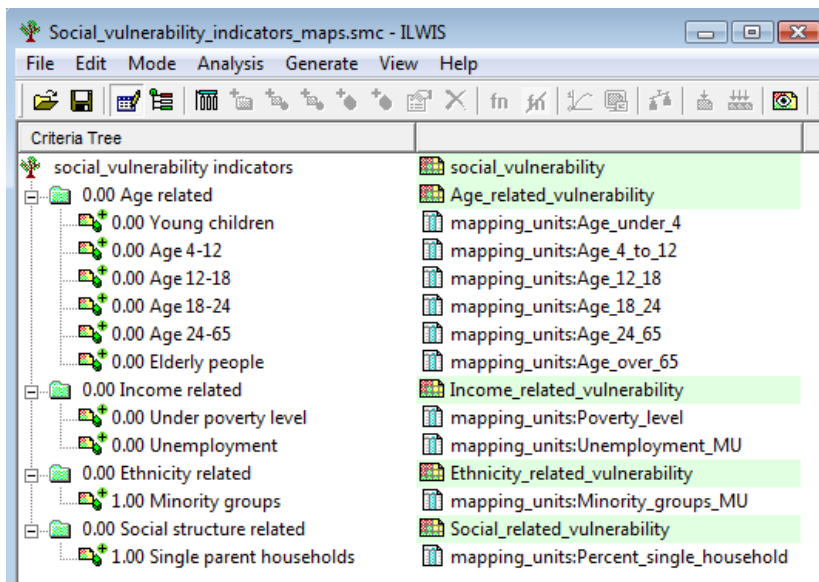 Social_vulnerability_indicators_maps.smc - ILWIS
File Edit Mode Analysis Generate View Help
fn fn
Criteria Tree
social_vulnerability indicators social_vulnerability
0.00 Age related Age_related_vulnerability
0.00 Young children mapping_units:Age_under_4
0.00 Age 4-12 mapping_units:Age_4_to_12
0.00 Age 12-18 mapping_units:Age_12_18
0.00 Age 18-24 mapping_units:Age_18_24
0.00 Age 24-65 mapping_units:Age_24_65
0.00 Elderly people mapping_units:Age_over_65
0.00 Income related Income_related_vulnerability
0.00 Under poverty level mapping_units:Poverty_level
0.00 Unemployment mapping_units:Unemployment_MU
0.00 Ethnicity related Ethnicity_related_vulnerability
1.00 Minority groups mapping_units:Minority_groups_MU
0.00 Social structure related Social_related_vulnerability
1.00 Single parent households mapping_units:Percent_single_household